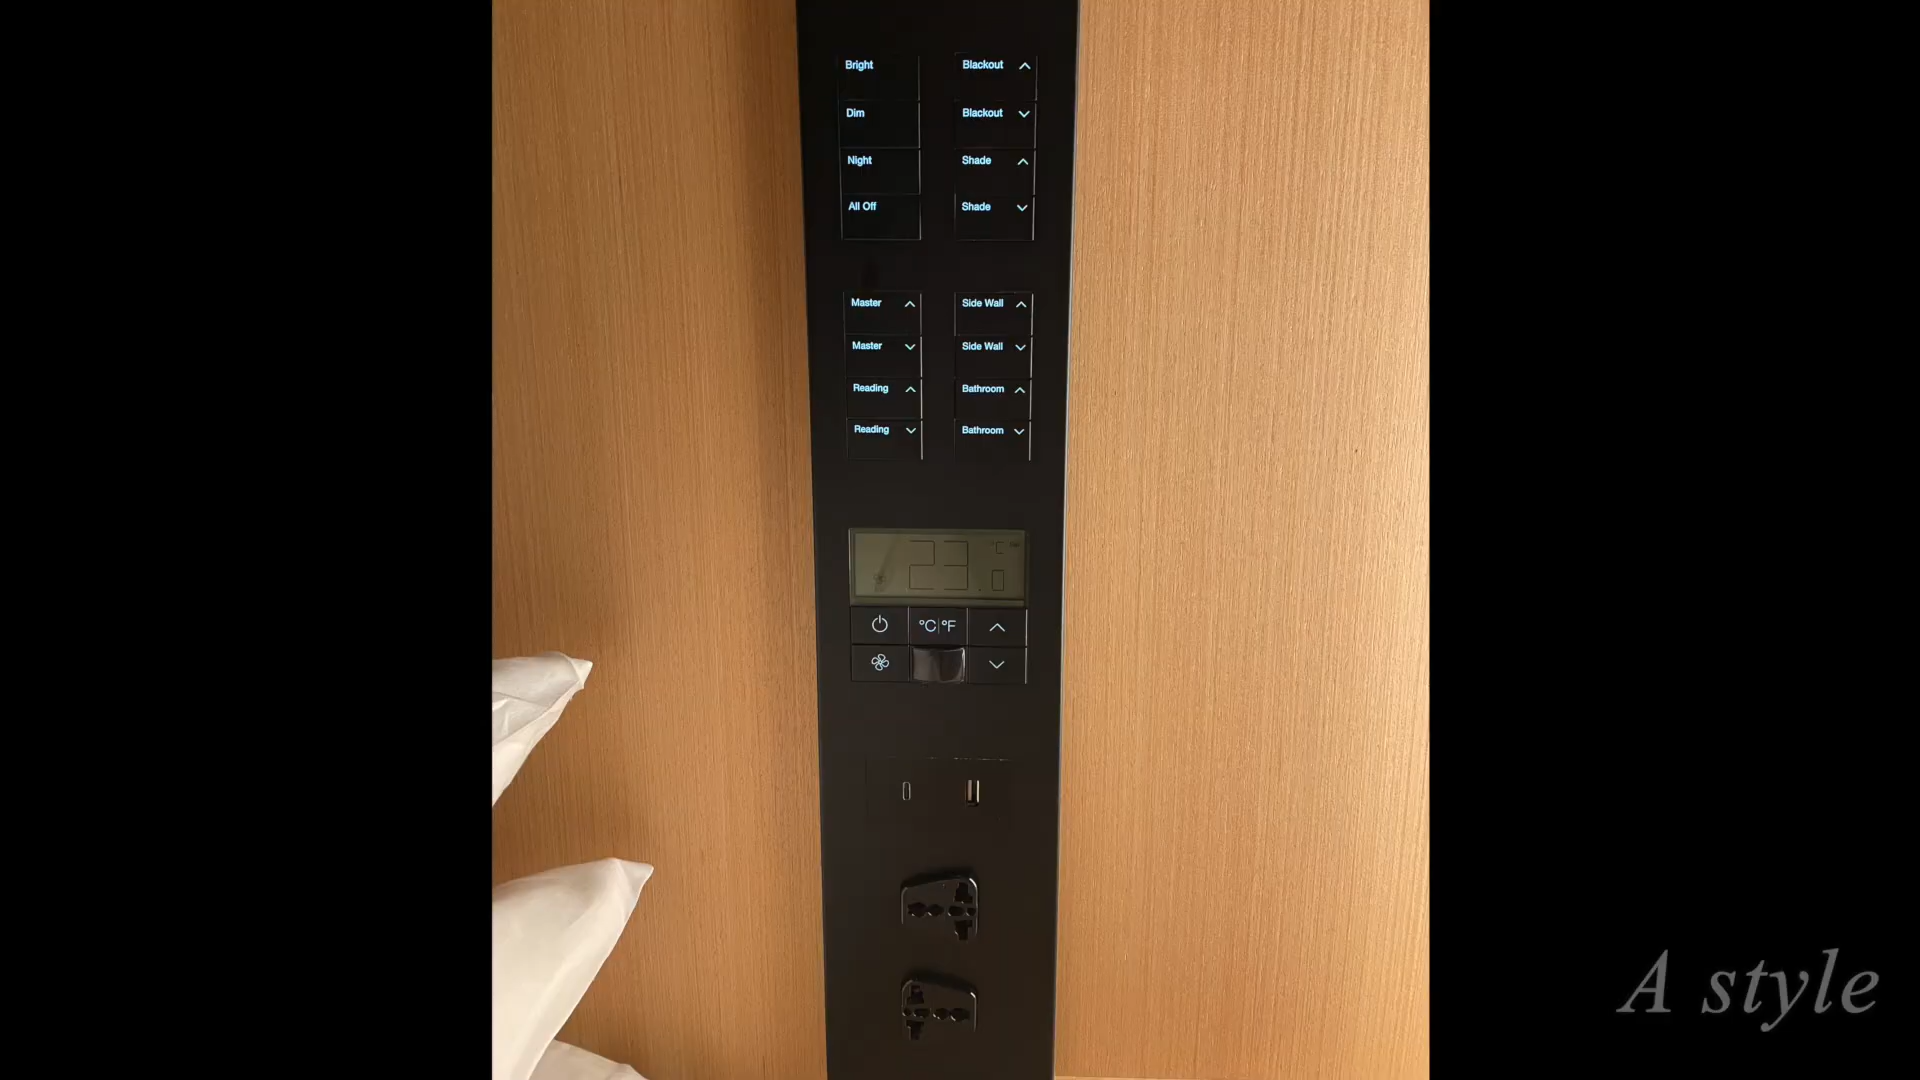 Bright
Dim
Night
All Off
Blackout
Blackout
Shade
Shade
Master
Master
Reading
Reading
Side Wall
Side Wall
Bathroom
Bathroom
23.0 °C
°C|°F
A style